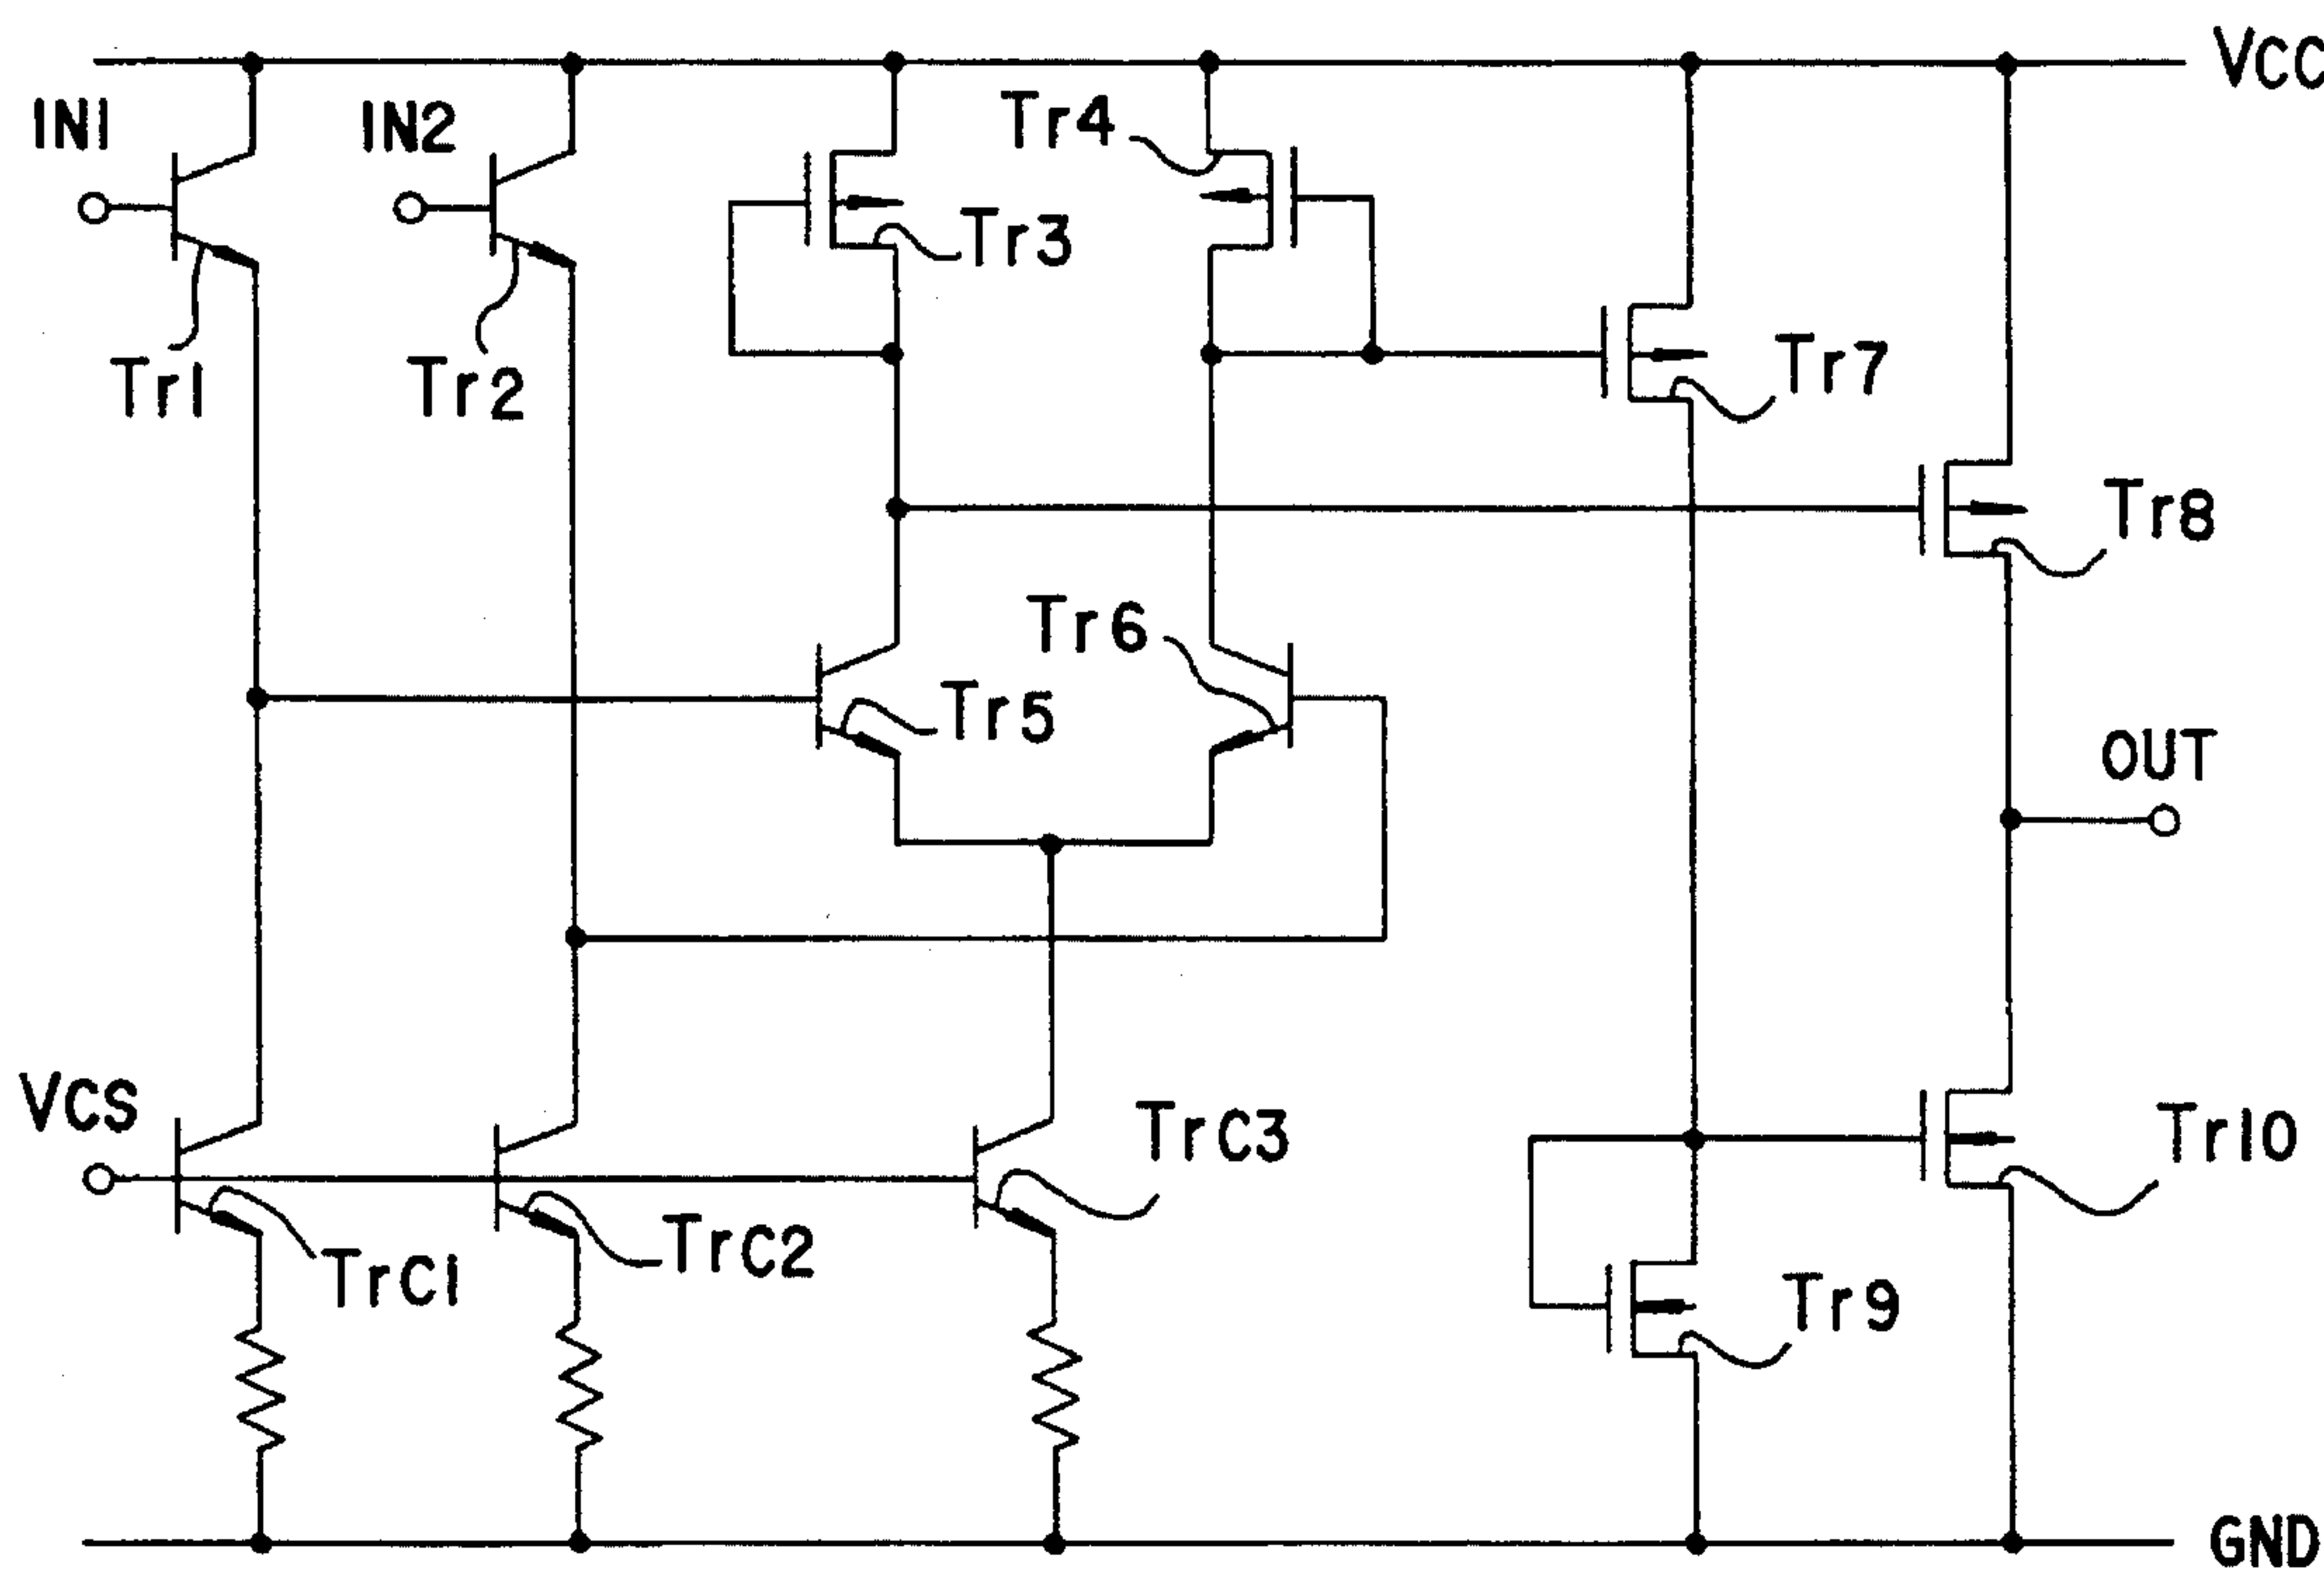 VCC
IN1
IN2
Tr4
Tr3
Tr1
Tr2
Tr7
Tr8
Tr6
Tr5
OUT
VCS
TrC3
Tr10
TrC1
TrC2
Tr9
GND